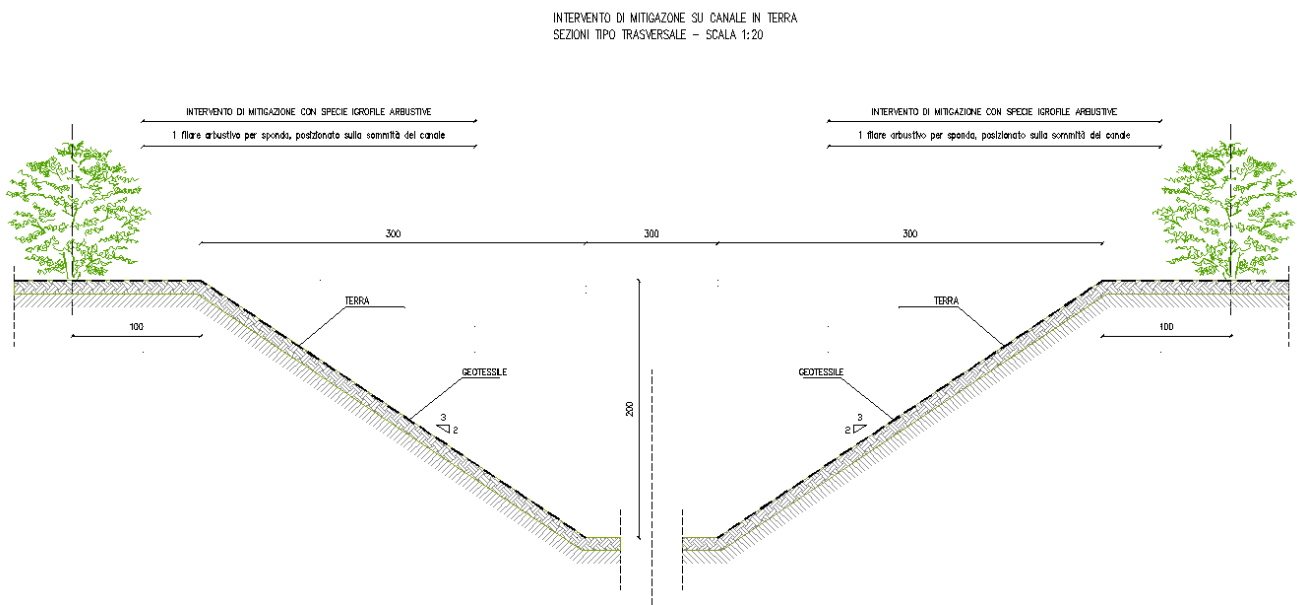 INTERVENTO DI MITIGAZONE SU CANALE IN TERRA
SEZIONI TIPO TRASVERSALE - SCALA 1:20
INTERVENTO DI MITIGAZIONE CON SPECIE IGROFILE ARBUSTIVE
1 filare arbustivo per sponda, posizionato sulla sommità del canale
INTERVENTO DI MITIGAZIONE CON SPECIE IGROFILE ARBUSTIVE
1 filare arbustivo per sponda, posizionato sulla sommità del canale
300
300
300
TERRA
TERRA
100
100
GEOTESSILE
GEOTESSILE
200
3
2
3
2